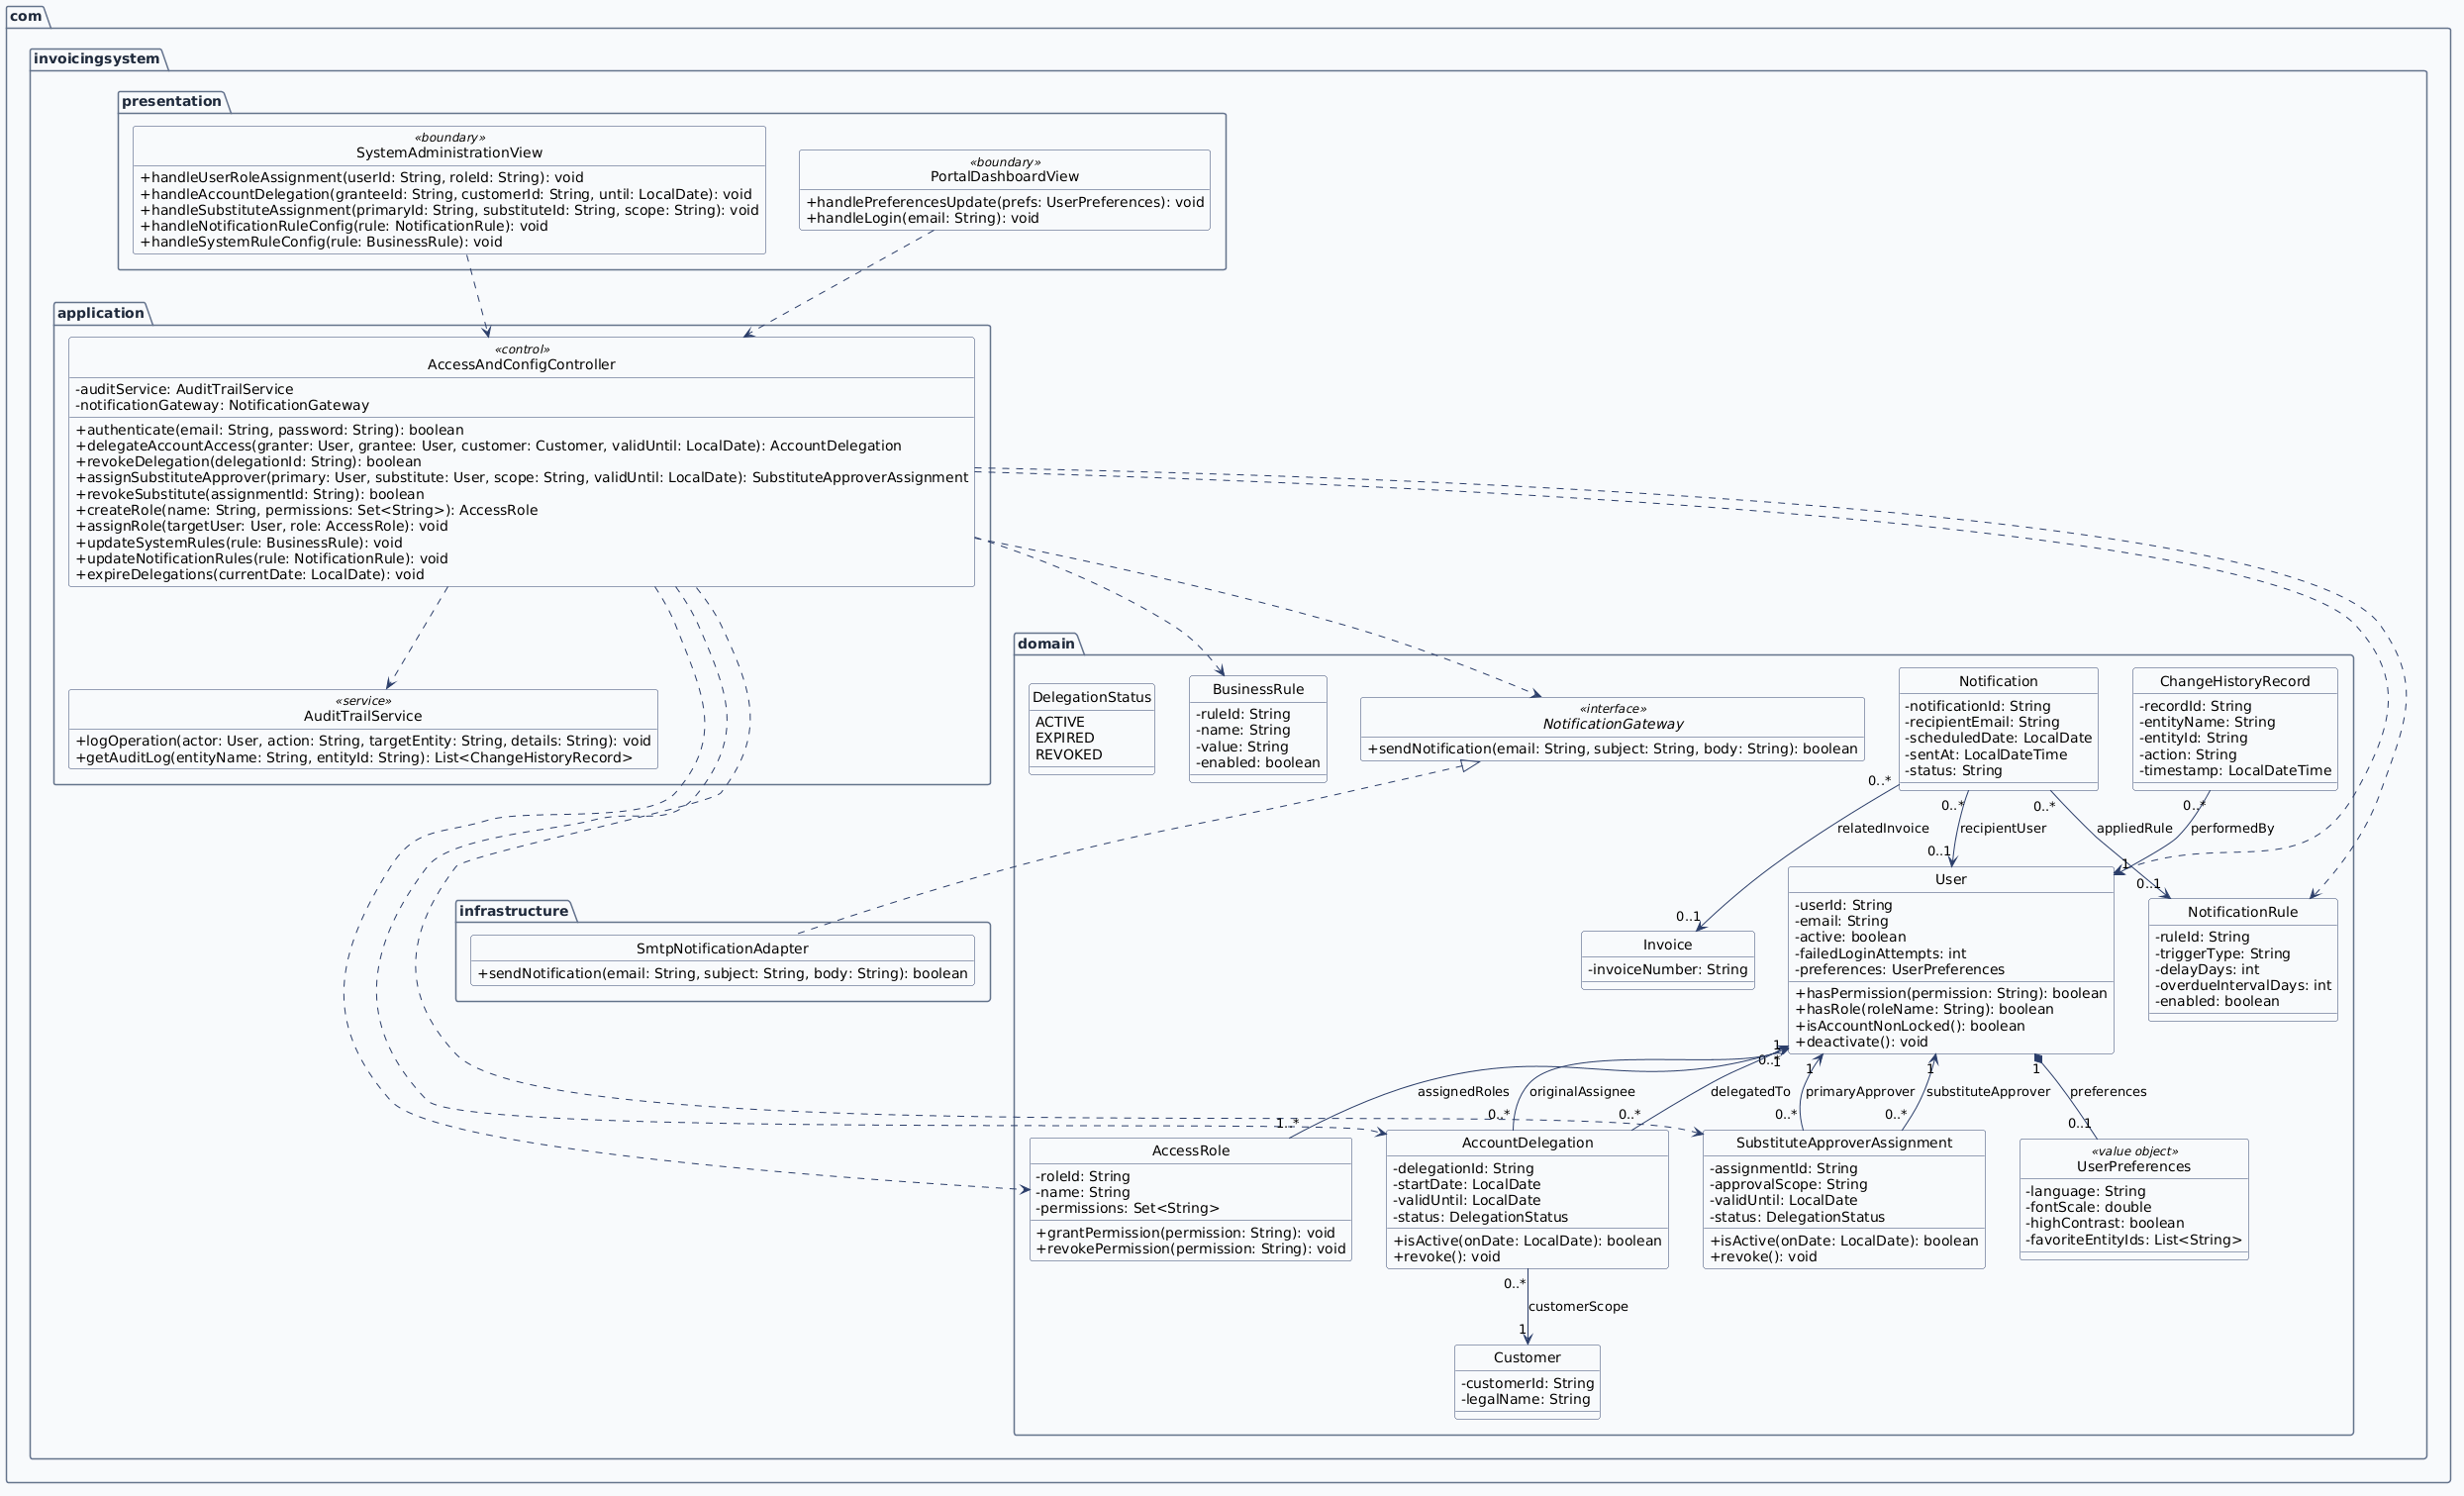 com
invoicingsystem
presentation
«boundary»
SystemAdministrationView
+handleUserRoleAssignment(userId: String, roleId: String): void
+handleAccountDelegation(granteeId: String, customerId: String, until: LocalDate): void
+handleSubstituteAssignment(primaryId: String, substituteId: String, scope: String): void
+handleNotificationRuleConfig(rule: NotificationRule): void
+handleSystemRuleConfig(rule: BusinessRule): void
«boundary»
PortalDashboardView
+handlePreferencesUpdate(prefs: UserPreferences): void
+handleLogin(email: String): void
application
«control»
AccessAndConfigController
-auditService: AuditTrailService
-notificationGateway: NotificationGateway
+authenticate(email: String, password: String): boolean
+delegateAccountAccess(granter: User, grantee: User, customer: Customer, validUntil: LocalDate): AccountDelegation
+revokeDelegation(delegationId: String): boolean
+assignSubstituteApprover(primary: User, substitute: User, scope: String, validUntil: LocalDate): SubstituteApproverAssignment
+revokeSubstitute(assignmentId: String): boolean
+createRole(name: String, permissions: Set<String>): AccessRole
+assignRole(targetUser: User, role: AccessRole): void
+updateSystemRules(rule: BusinessRule): void
+updateNotificationRules(rule: NotificationRule): void
+expireDelegations(currentDate: LocalDate): void
«service»
AuditTrailService
+logOperation(actor: User, action: String, targetEntity: String, details: String): void
+getAuditLog(entityName: String, entityId: String): List<ChangeHistoryRecord>
domain
DelegationStatus
ACTIVE
EXPIRED
REVOKED
BusinessRule
-ruleId: String
-name: String
-value: String
-enabled: boolean
«interface»
NotificationGateway
+sendNotification(email: String, subject: String, body: String): boolean
Notification
-notificationId: String
-recipientEmail: String
-scheduledDate: LocalDate
-sentAt: LocalDateTime
-status: String
ChangeHistoryRecord
-recordId: String
-entityName: String
-entityId: String
-action: String
-timestamp: LocalDateTime
0..*
0..*
0..*
0..*
relatedInvoice
recipientUser
appliedRule
performedBy
0..1
0..1
1
0..1
infrastructure
SmtpNotificationAdapter
+sendNotification(email: String, subject: String, body: String): boolean
Invoice
-invoiceNumber: String
User
-userId: String
-email: String
-active: boolean
-failedLoginAttempts: int
-preferences: UserPreferences
+hasPermission(permission: String): boolean
+hasRole(roleName: String): boolean
+isAccountNonLocked(): boolean
+deactivate(): void
NotificationRule
-ruleId: String
-triggerType: String
-delayDays: int
-overdueIntervalDays: int
-enabled: boolean
1
0..1
1
1
1
1
assignedRoles
originalAssignee
delegatedTo
primaryApprover
substituteApprover
preferences
1..*
0..*
0..*
0..*
0..*
0..1
AccessRole
-roleId: String
-name: String
-permissions: Set<String>
+grantPermission(permission: String): void
+revokePermission(permission: String): void
AccountDelegation
-delegationId: String
-startDate: LocalDate
-validUntil: LocalDate
-status: DelegationStatus
+isActive(onDate: LocalDate): boolean
+revoke(): void
SubstituteApproverAssignment
-assignmentId: String
-approvalScope: String
-validUntil: LocalDate
-status: DelegationStatus
+isActive(onDate: LocalDate): boolean
+revoke(): void
«value object»
UserPreferences
-language: String
-fontScale: double
-highContrast: boolean
-favoriteEntityIds: List<String>
0..*
customerScope
1
Customer
-customerId: String
-legalName: String